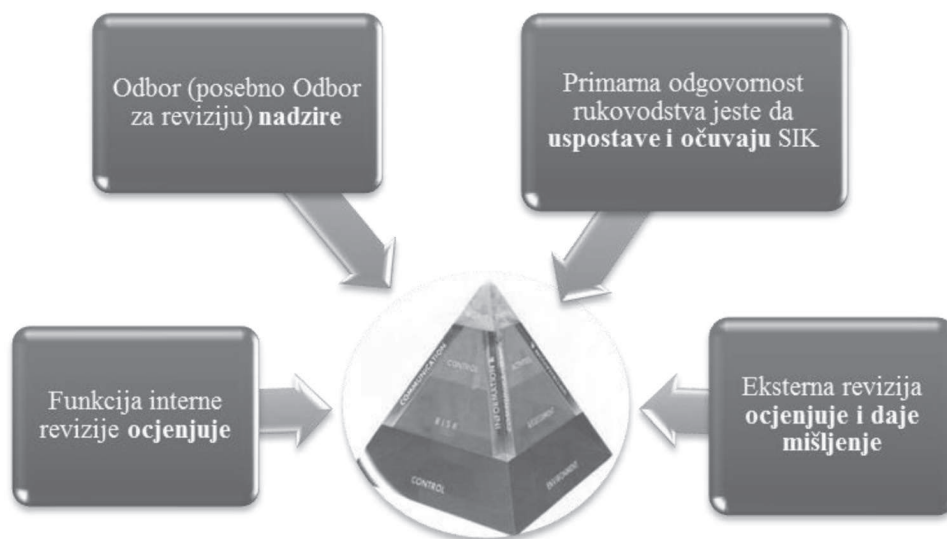 Odbor (posebno Odbor
za reviziju) nadzire
Primarna odgovornost
rukovodstva jeste da
uspostave i očuvaju SIK
Funkcija interne
revizije ocjenjuje
COMMUNICATION
CONTROL
RISK
INFORMATION &
CONTROL
ENVIRONMENT
Eksterna revizija
ocjenjuje i daje
mišljenje